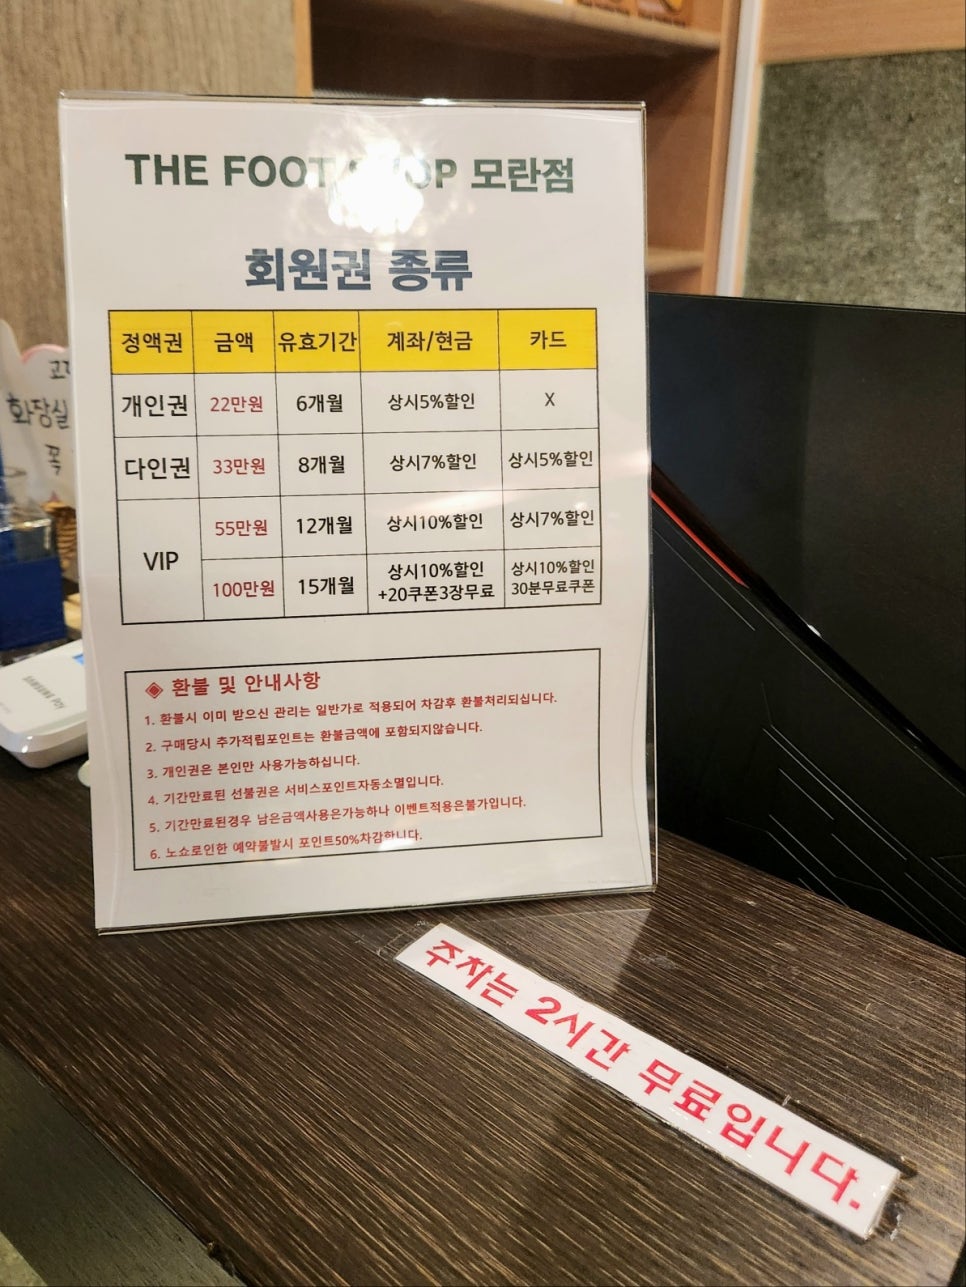 THE FOOT SHOP 모란점
회원권 종류
정액권 금액 유효기간 계좌/현금 카드
개인권 22만원 6개월 상시5%할인 X
다인권 33만원 8개월 상시7%할인 상시5%할인
VIP
55만원 12개월 상시10%할인 상시7%할인
100만원 15개월 상시10%할인 상시10%할인
+20쿠폰3장무료 30분무료쿠폰
◈ 환불 및 안내사항
1. 환불시 이미 받으신 관리는 일반가로 적용되어 차감후 환불처리되십니다.
2. 구매당시 추가적립포인트는 환불금액에 포함되지않습니다.
3. 개인권은 본인만 사용가능하십니다.
4. 기간만료된 선불권은 서비스포인트자동소멸입니다.
5. 기간만료된경우 남은금액사용은가능하나 이벤트적용은불가입니다.
6. 노쇼로인한 예약불발시 포인트50%차감합니다.
화장실
꼭
SAMSUNG Pay
주차는 2시간 무료입니다.